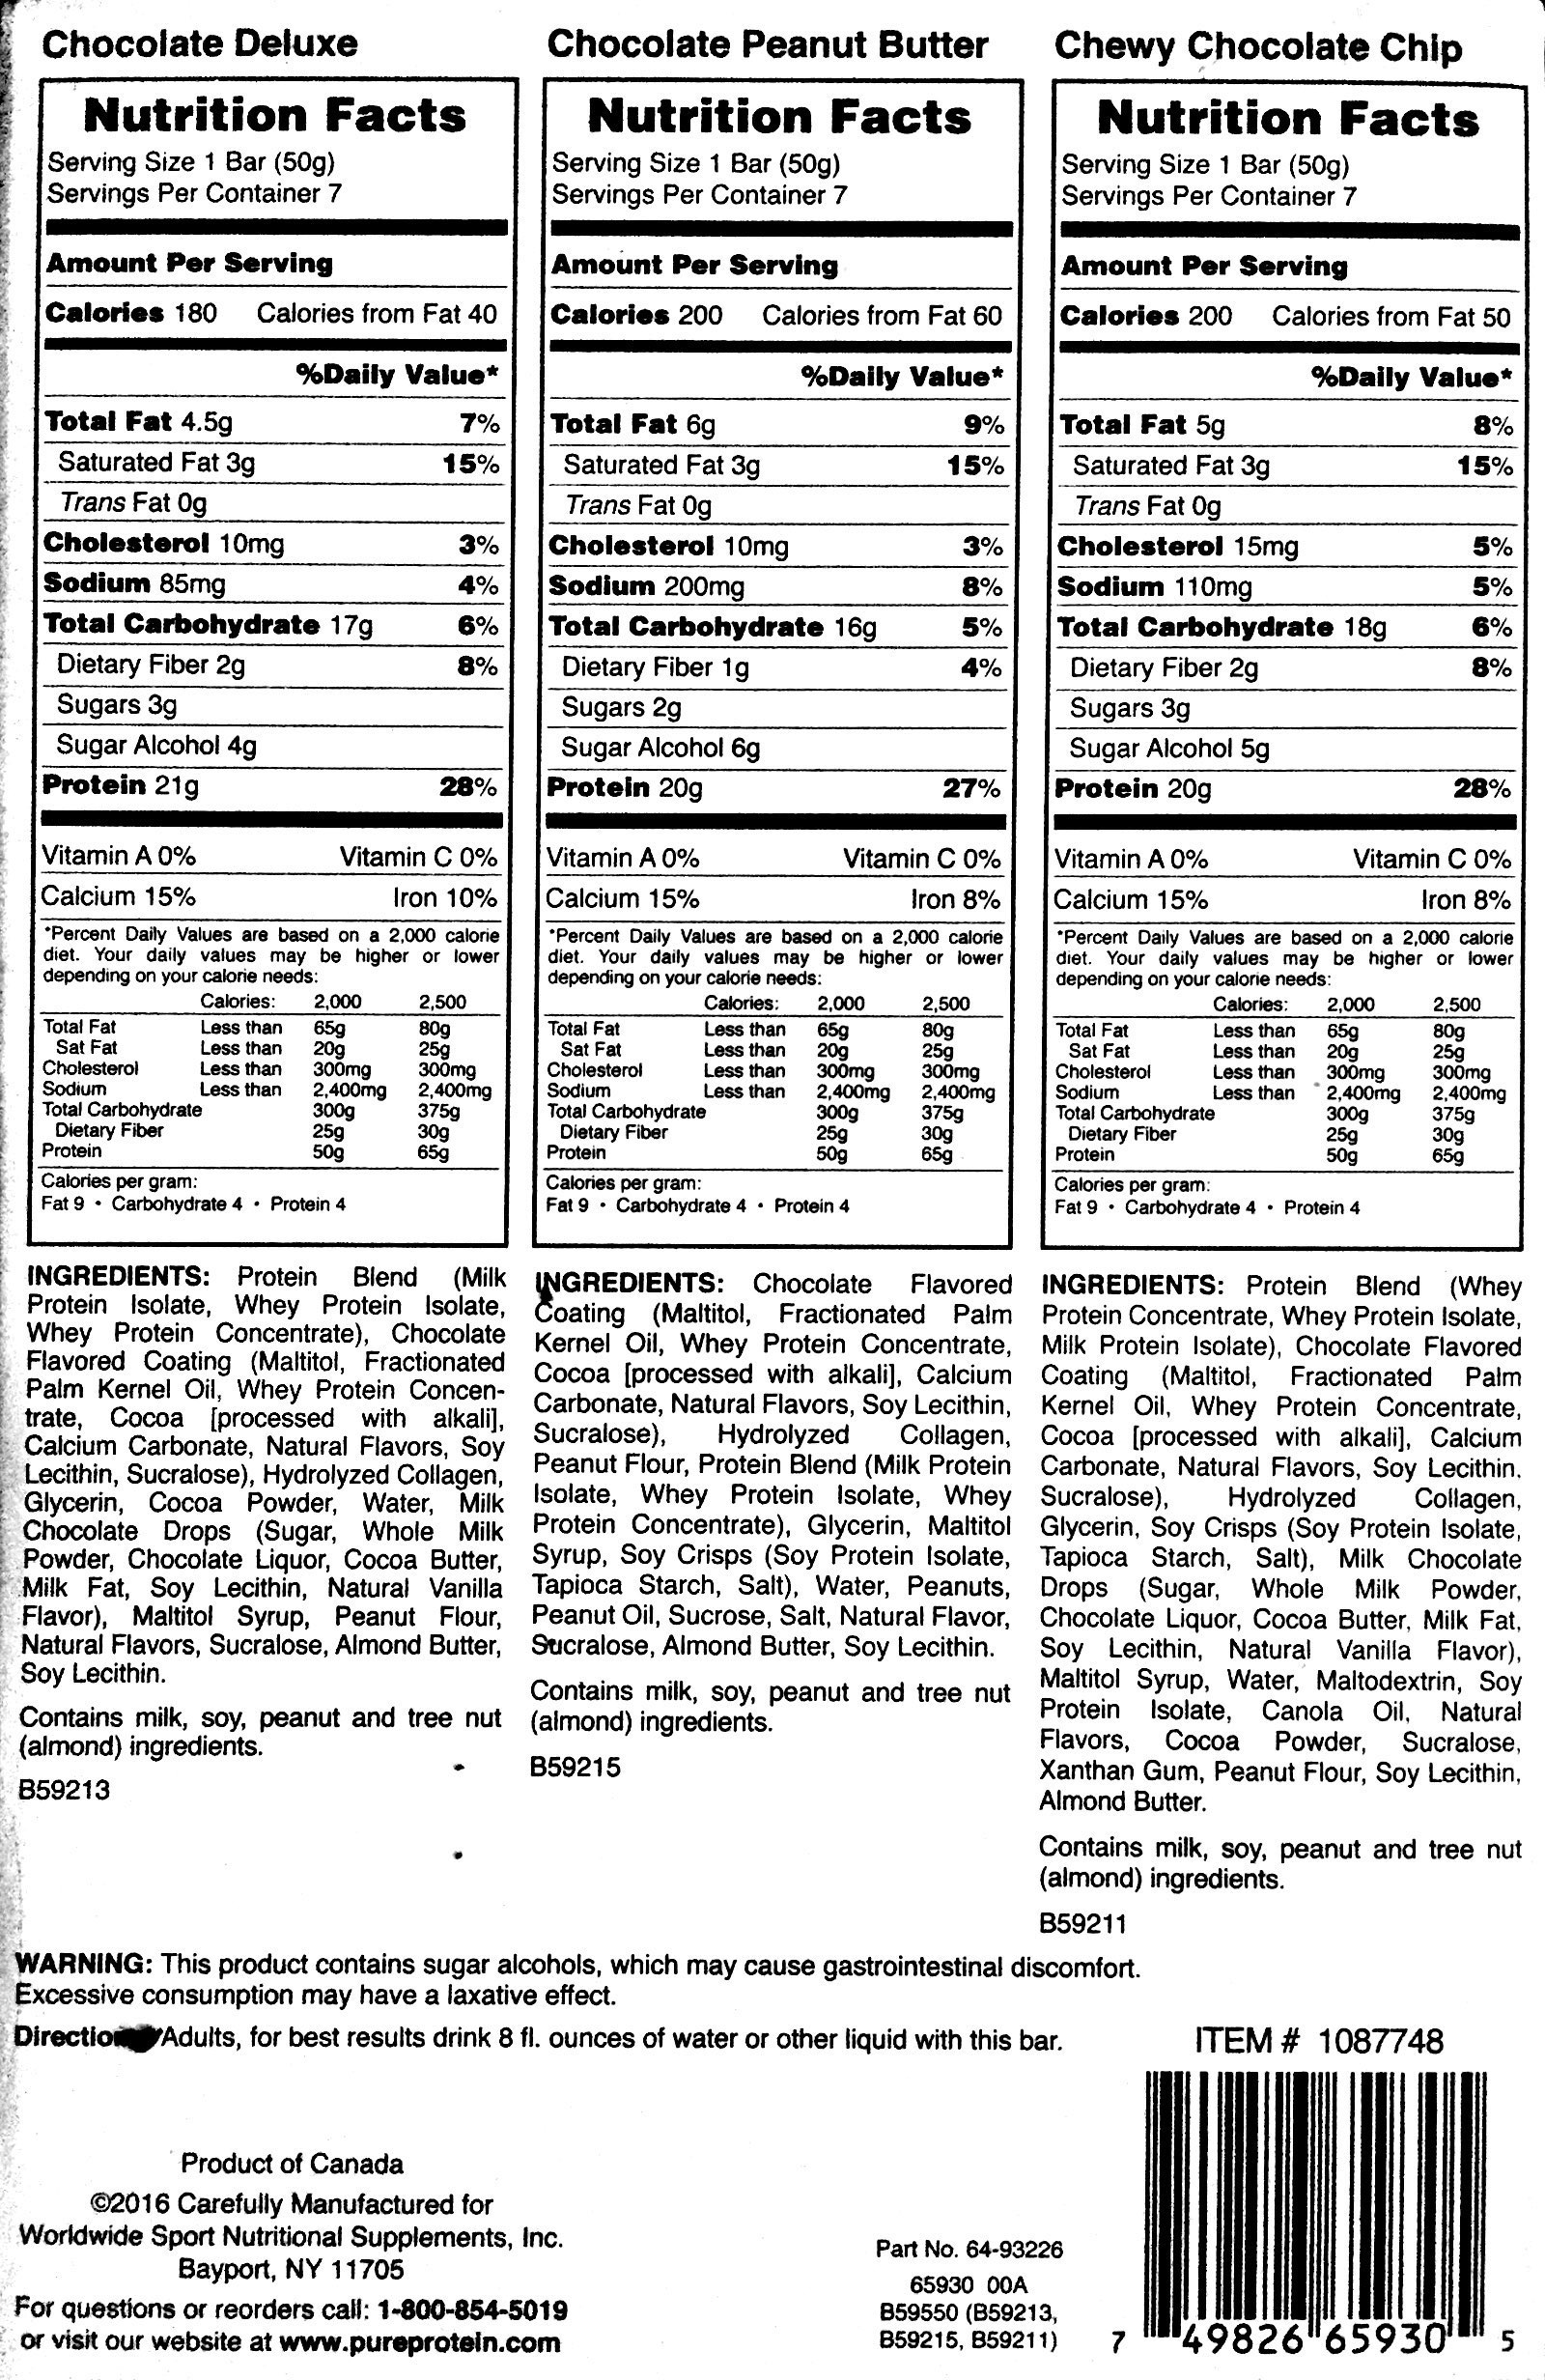 Chocolate Deluxe
Nutrition Facts
Serving Size 1 Bar (50g)
Servings Per Container 7
Amount Per Serving
Calories 180 Calories from Fat 40
%Daily Value*
Total Fat 4.5g 7%
Saturated Fat 3g 15%
Trans Fat 0g
Cholesterol 10mg 3%
Sodium 85mg 4%
Total Carbohydrate 17g 6%
Dietary Fiber 2g 8%
Sugars 3g
Sugar Alcohol 4g
Protein 21g 28%
Vitamin A 0% Vitamin C 0%
Calcium 15% Iron 10%
*Percent Daily Values are based on a 2,000 calorie
diet. Your daily values may be higher or lower
depending on your calorie needs:
Calories: 2,000 2,500
Total Fat Less than 65g 80g
Sat Fat Less than 20g 25g
Cholesterol Less than 300mg 300mg
Sodium Less than 2,400mg 2,400mg
Total Carbohydrate 300g 375g
Dietary Fiber 25g 30g
Protein 50g 65g
Calories per gram:
Fat 9 • Carbohydrate 4 • Protein 4
INGREDIENTS: Protein Blend (Milk
Protein Isolate, Whey Protein Isolate,
Whey Protein Concentrate), Chocolate
Flavored Coating (Maltitol, Fractionated
Palm Kernel Oil, Whey Protein Concen-
trate, Cocoa [processed with alkali],
Calcium Carbonate, Natural Flavors, Soy
Lecithin, Sucralose), Hydrolyzed Collagen,
Glycerin, Cocoa Powder, Water, Milk
Chocolate Drops (Sugar, Whole Milk
Powder, Chocolate Liquor, Cocoa Butter,
Milk Fat, Soy Lecithin, Natural Vanilla
Flavor), Maltitol Syrup, Peanut Flour,
Natural Flavors, Sucralose, Almond Butter,
Soy Lecithin.
Contains milk, soy, peanut and tree nut
(almond) ingredients.
B59213
Chocolate Peanut Butter
Nutrition Facts
Serving Size 1 Bar (50g)
Servings Per Container 7
Amount Per Serving
Calories 200 Calories from Fat 60
%Daily Value*
Total Fat 6g 9%
Saturated Fat 3g 15%
Trans Fat 0g
Cholesterol 10mg 3%
Sodium 200mg 8%
Total Carbohydrate 16g 5%
Dietary Fiber 1g 4%
Sugars 2g
Sugar Alcohol 6g
Protein 20g 27%
Vitamin A 0% Vitamin C 0%
Calcium 15% Iron 8%
*Percent Daily Values are based on a 2,000 calorie
diet. Your daily values may be higher or lower
depending on your calorie needs:
Calories: 2,000 2,500
Total Fat Less than 65g 80g
Sat Fat Less than 20g 25g
Cholesterol Less than 300mg 300mg
Sodium Less than 2,400mg 2,400mg
Total Carbohydrate 300g 375g
Dietary Fiber 25g 30g
Protein 50g 65g
Calories per gram:
Fat 9 • Carbohydrate 4 • Protein 4
INGREDIENTS: Chocolate Flavored
Coating (Maltitol, Fractionated Palm
Kernel Oil, Whey Protein Concentrate,
Cocoa [processed with alkali], Calcium
Carbonate, Natural Flavors, Soy Lecithin,
Sucralose), Hydrolyzed Collagen,
Peanut Flour, Protein Blend (Milk Protein
Isolate, Whey Protein Isolate, Whey
Protein Concentrate), Glycerin, Maltitol
Syrup, Soy Crisps (Soy Protein Isolate,
Tapioca Starch, Salt), Water, Peanuts,
Peanut Oil, Sucrose, Salt, Natural Flavor,
Sucralose, Almond Butter, Soy Lecithin.
Contains milk, soy, peanut and tree nut
(almond) ingredients.
B59215
Chewy Chocolate Chip
Nutrition Facts
Serving Size 1 Bar (50g)
Servings Per Container 7
Amount Per Serving
Calories 200 Calories from Fat 50
%Daily Value*
Total Fat 5g 8%
Saturated Fat 3g 15%
Trans Fat 0g
Cholesterol 15mg 5%
Sodium 110mg 5%
Total Carbohydrate 18g 6%
Dietary Fiber 2g 8%
Sugars 3g
Sugar Alcohol 5g
Protein 20g 28%
Vitamin A 0% Vitamin C 0%
Calcium 15% Iron 8%
*Percent Daily Values are based on a 2,000 calorie
diet. Your daily values may be higher or lower
depending on your calorie needs:
Calories: 2,000 2,500
Total Fat Less than 65g 80g
Sat Fat Less than 20g 25g
Cholesterol Less than 300mg 300mg
Sodium Less than 2,400mg 2,400mg
Total Carbohydrate 300g 375g
Dietary Fiber 25g 30g
Protein 50g 65g
Calories per gram:
Fat 9 • Carbohydrate 4 • Protein 4
INGREDIENTS: Protein Blend (Whey
Protein Concentrate, Whey Protein Isolate,
Milk Protein Isolate), Chocolate Flavored
Coating (Maltitol, Fractionated Palm
Kernel Oil, Whey Protein Concentrate,
Cocoa [processed with alkali], Calcium
Carbonate, Natural Flavors, Soy Lecithin.
Sucralose), Hydrolyzed Collagen,
Glycerin, Soy Crisps (Soy Protein Isolate,
Tapioca Starch, Salt), Milk Chocolate
Drops (Sugar, Whole Milk Powder,
Chocolate Liquor, Cocoa Butter, Milk Fat,
Soy Lecithin, Natural Vanilla Flavor),
Maltitol Syrup, Water, Maltodextrin, Soy
Protein Isolate, Canola Oil, Natural
Flavors, Cocoa Powder, Sucralose,
Xanthan Gum, Peanut Flour, Soy Lecithin,
Almond Butter.
Contains milk, soy, peanut and tree nut
(almond) ingredients.
B59211
WARNING: This product contains sugar alcohols, which may cause gastrointestinal discomfort.
Excessive consumption may have a laxative effect.
Adults, for best results drink 8 fl. ounces of water or other liquid with this bar.
Product of Canada
©2016 Carefully Manufactured for
Worldwide Sport Nutritional Supplements, Inc.
Bayport, NY 11705
For questions or reorders call: 1-800-854-5019
or visit our website at www.pureprotein.com
Part No. 64-93226
65930 00A
B59550 (B59213,
B59215, B59211)
ITEM # 1087748
7 49826 65930 5